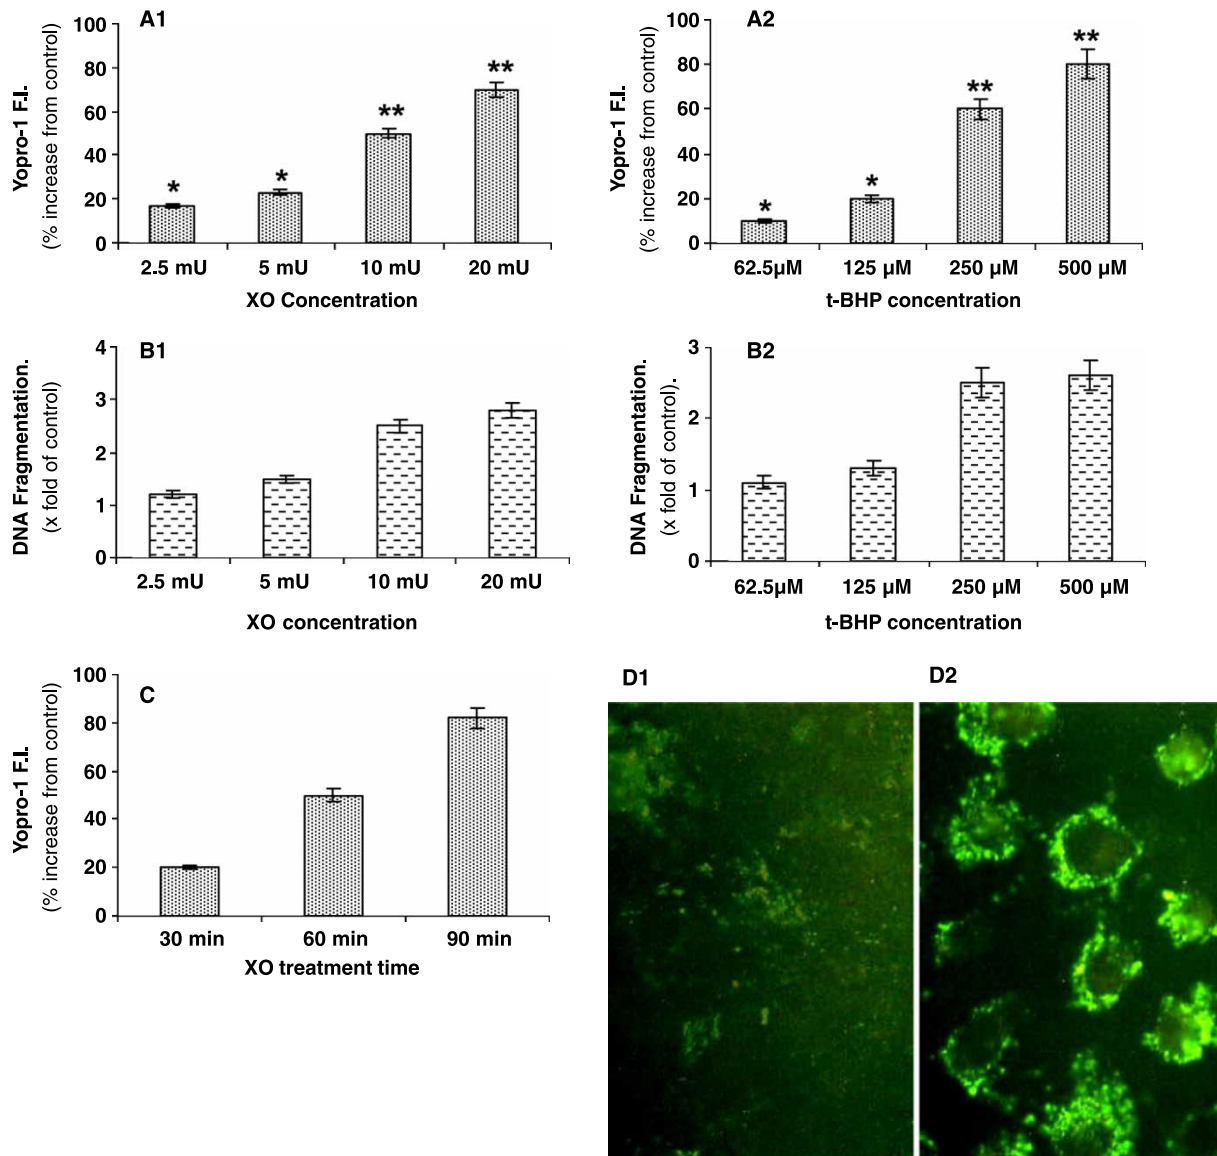 A1
100
80
60
40
20
0
Yopro-1 F.I.
(% increase from control)
*
*
**
**
2.5 mU 5 mU 10 mU 20 mU
XO Concentration
A2
100
80
60
40
20
0
Yopro-1 F.I.
(% increase from control)
*
*
**
**
62.5µM 125 µM 250 µM 500 µM
t-BHP concentration
B1
4
3
2
1
0
DNA Fragmentation.
(x fold of control)
2.5 mU 5 mU 10 mU 20 mU
XO concentration
B2
3
2
1
0
DNA Fragmentation.
(x fold of control).
62.5µM 125 µM 250 µM 500 µM
t-BHP concentration
C
100
80
60
40
20
0
Yopro-1 F.I.
(% increase from control)
30 min 60 min 90 min
XO treatment time
D1
D2